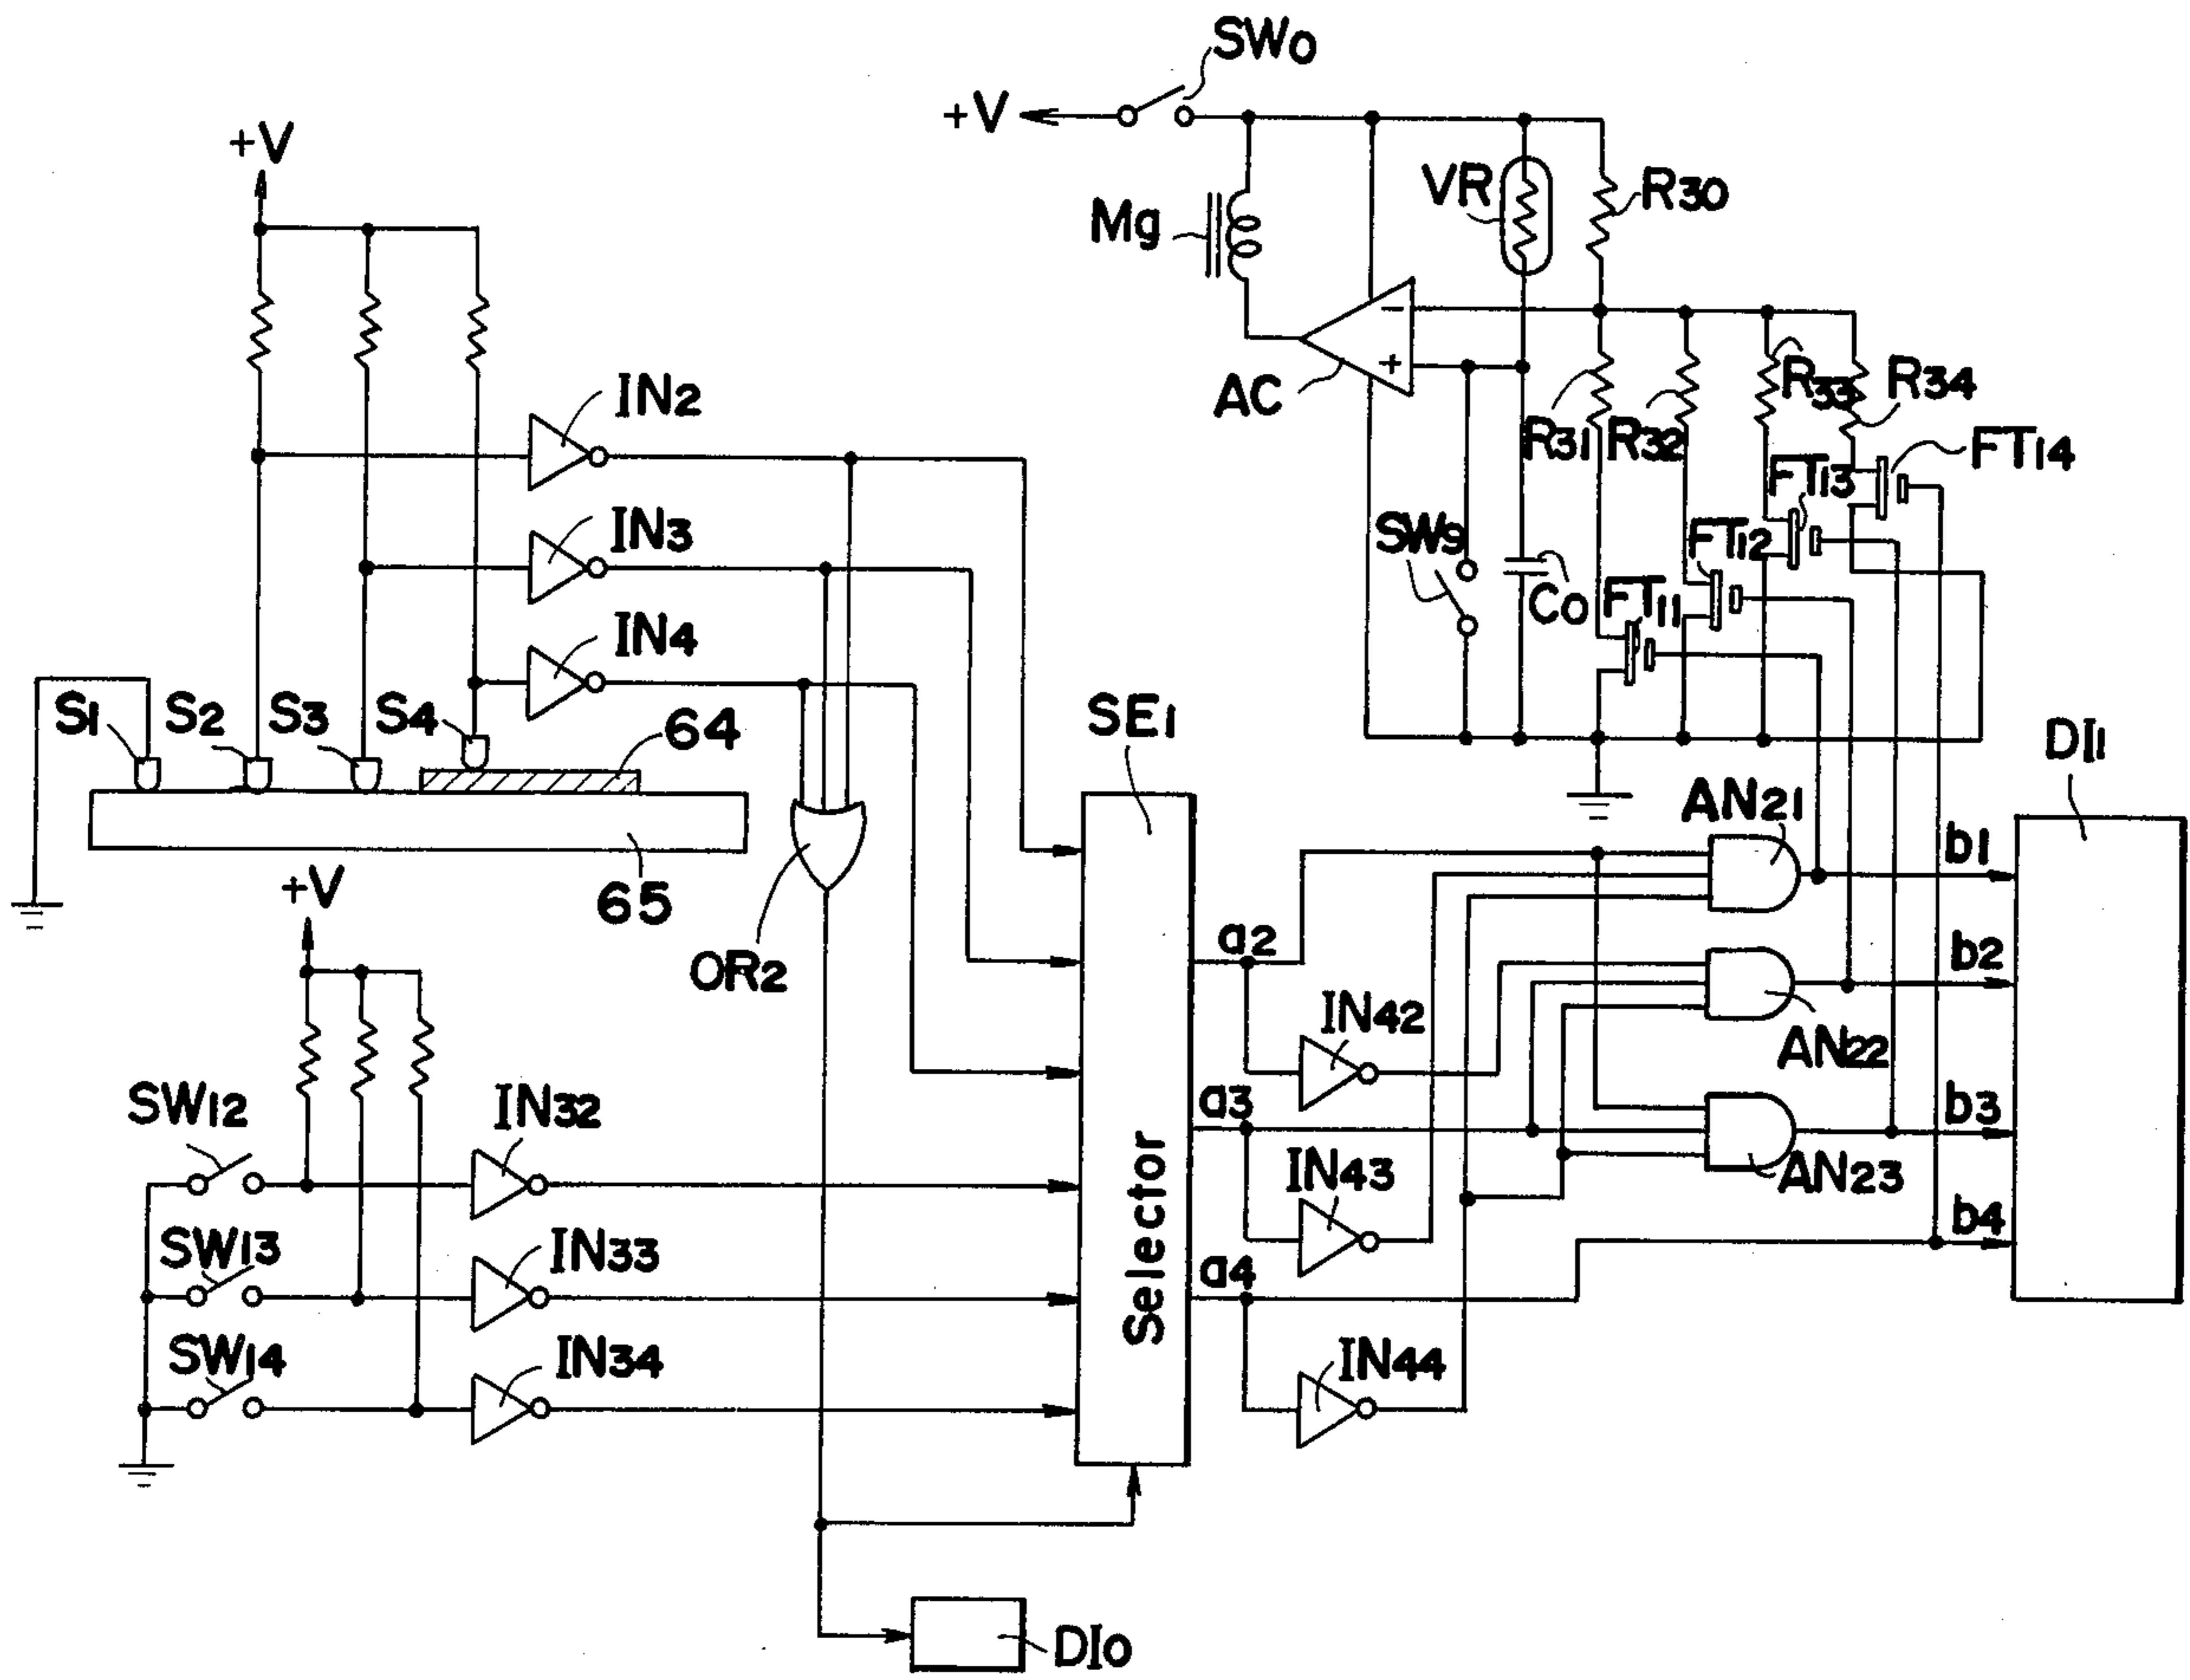 SW0
+V
+V
VR
R30
Mg
AC
R31
R32
R33
R34
FT14
FT13
FT12
FT11
SW9
C0
IN2
IN3
IN4
S1
S2
S3
S4
64
65
SE1
DI1
+V
OR2
AN21
b1
a2
b2
IN42
AN22
SW12
IN32
a3
b3
IN43
AN23
SW13
IN33
a4
b4
Selector
SW14
IN34
IN44
DI0
-
+